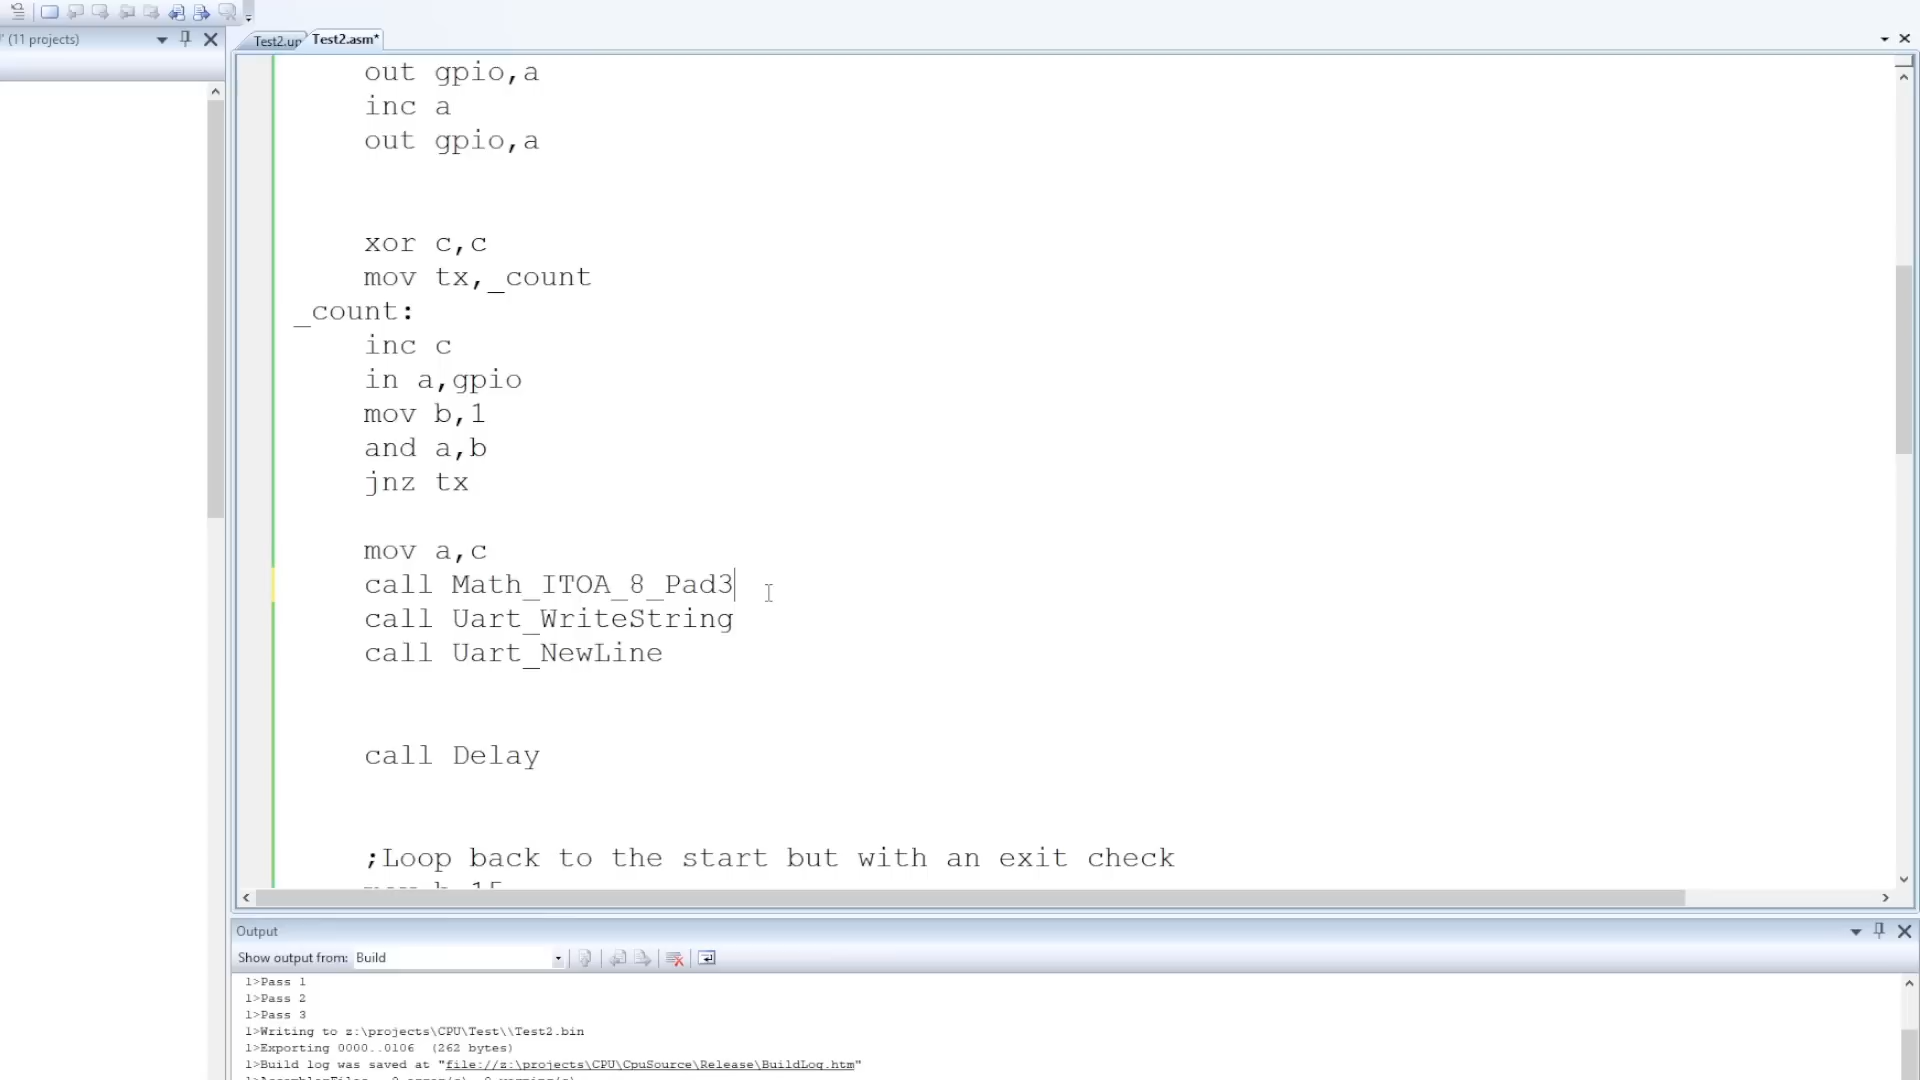 ' (11 projects)
Test2.up
Test2.asm*
out gpio,a
inc a
out gpio,a
xor c,c
mov tx,_count
_count:
inc c
in a,gpio
mov b,1
and a,b
jnz tx
mov a,c
call Math_ITOA_8_Pad3
call Uart_WriteString
call Uart_NewLine
call Delay
;Loop back to the start but with an exit check
Output
Show output from: Build
1>Pass 1
1>Pass 2
1>Pass 3
1>Writing to z:\projects\CPU\Test\\Test2.bin
1>Exporting 0000..0106 (262 bytes)
1>Build log was saved at "file://z:\projects\CPU\CpuSource\Release\BuildLog.htm"